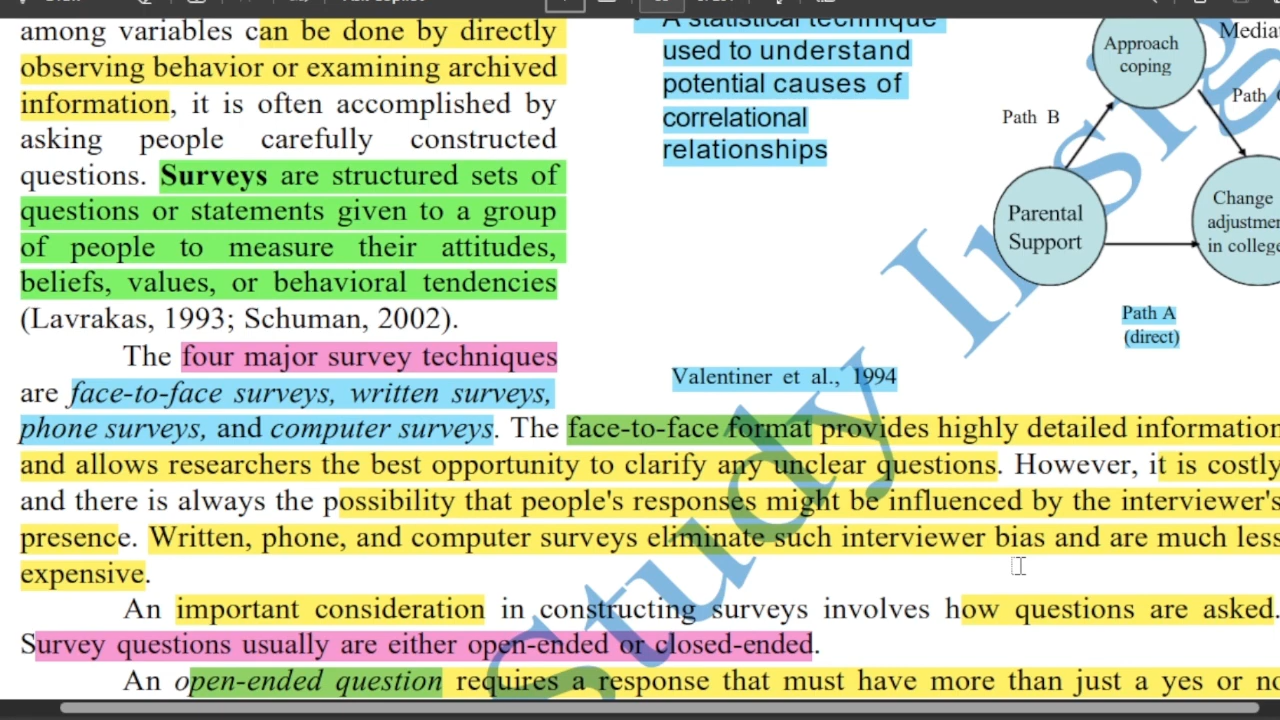 among variables can be done by directly
observing behavior or examining archived
information, it is often accomplished by
asking people carefully constructed
questions. Surveys are structured sets of
questions or statements given to a group
of people to measure their attitudes,
beliefs, values, or behavioral tendencies
(Lavrakas, 1993; Schuman, 2002).
The four major survey techniques
are face-to-face surveys, written surveys,
phone surveys, and computer surveys. The face-to-face format provides highly detailed information
and allows researchers the best opportunity to clarify any unclear questions. However, it is costly
and there is always the possibility that people's responses might be influenced by the interviewer's
presence. Written, phone, and computer surveys eliminate such interviewer bias and are much less
expensive.
An important consideration in constructing surveys involves how questions are asked.
Survey questions usually are either open-ended or closed-ended.
An open-ended question requires a response that must have more than just a yes or no
A statistical technique
used to understand
potential causes of
correlational
relationships
Approach
coping
Path B
Path
Parental
Support
Change
in college
Path A
(direct)
Valentiner et al., 1994
Study